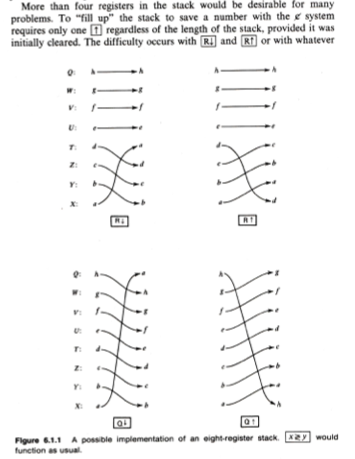 More than four registers in the stack would be desirable for many
problems. To "fill up" the stack to save a number with the system
requires only one ↑ regardless of the length of the stack, provided it was
initially cleared. The difficulty occurs with R↓ and R↑ or with whatever
Q: h h h h
W: g g g g
V: f f f f
U: e e e e
T: d a d c
Z: c d c b
Y: b c b a
X: a b a d
R↓ R↑
Q: h a h g
W: g h g f
V: f g f e
U: e f e d
T: d e d c
Z: c d c b
Y: b c b a
X: a b a h
Q↓ Q↑
Figure 6.1.1 A possible implementation of an eight-register stack. x≷y would
function as usual.